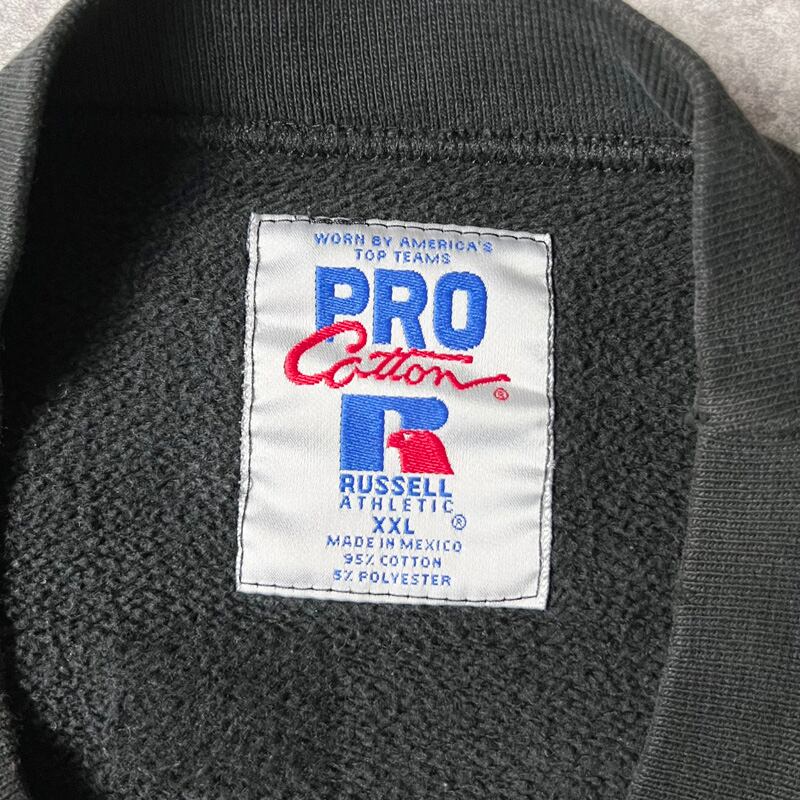 WORN BY AMERICA'S
TOP TEAMS
PRO
Cotton®
R
RUSSELL
ATHLETIC®
XXL
MADE IN MEXICO
95% COTTON
5% POLYESTER